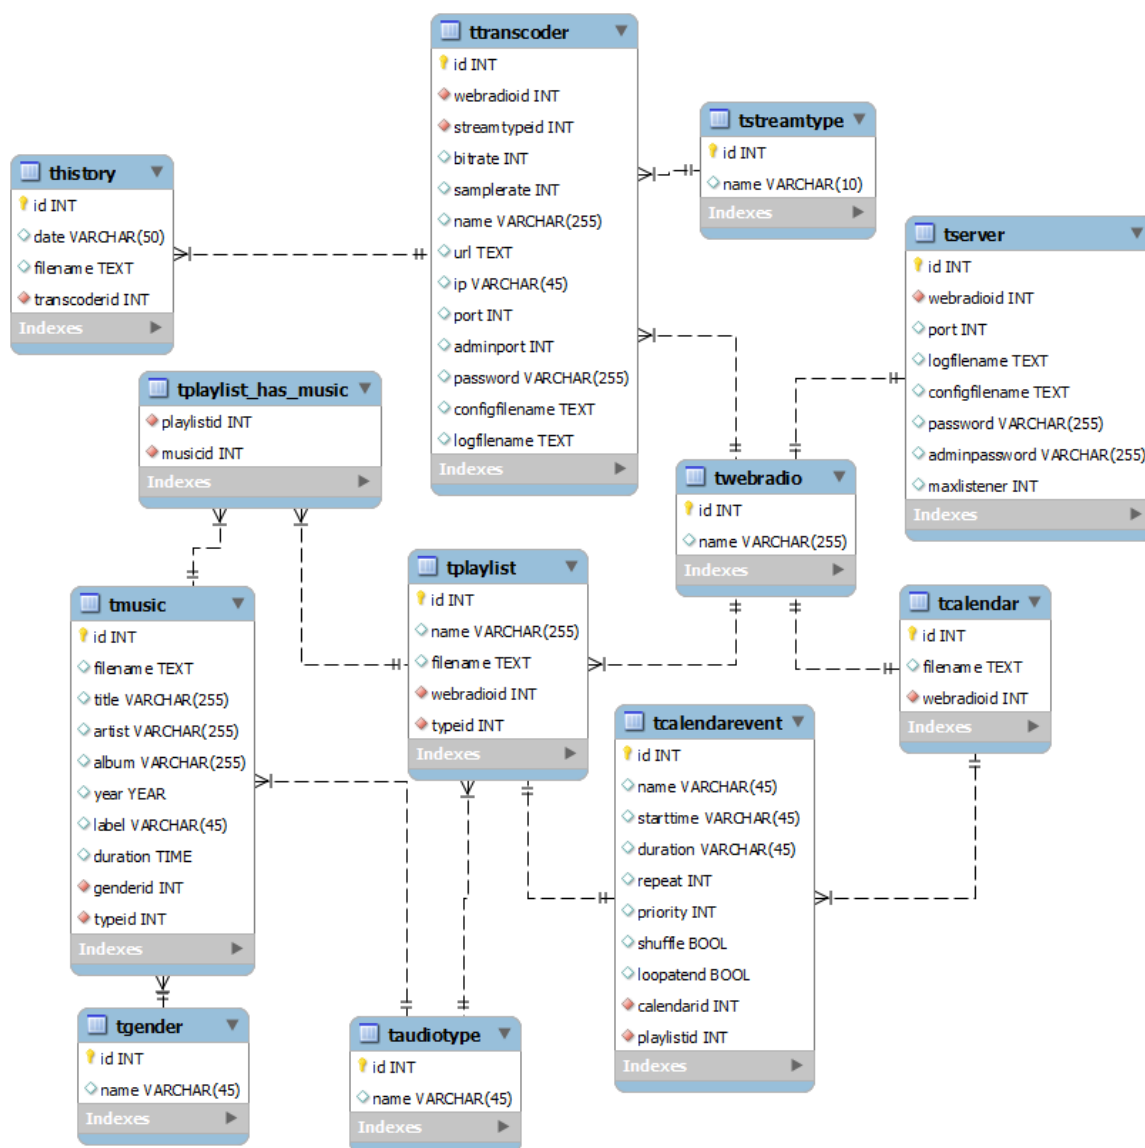 ttranscoder
id INT
webradioid INT
streamtypeid INT
bitrate INT
samplerate INT
name VARCHAR(255)
url TEXT
ip VARCHAR(45)
port INT
adminport INT
password VARCHAR(255)
configfilename TEXT
logfilename TEXT
Indexes
tstreamtype
id INT
name VARCHAR(10)
Indexes
thistory
id INT
date VARCHAR(50)
filename TEXT
transcoderid INT
Indexes
tserver
id INT
webradioid INT
port INT
logfilename TEXT
configfilename TEXT
password VARCHAR(255)
adminpassword VARCHAR(255)
maxlistener INT
Indexes
tplaylist_has_music
playlistid INT
musicid INT
Indexes
twebradio
id INT
name VARCHAR(255)
Indexes
tplaylist
id INT
name VARCHAR(255)
filename TEXT
webradioid INT
typeid INT
Indexes
tmusic
id INT
filename TEXT
title VARCHAR(255)
artist VARCHAR(255)
album VARCHAR(255)
year YEAR
label VARCHAR(45)
duration TIME
genderid INT
typeid INT
Indexes
tcalendar
id INT
filename TEXT
webradioid INT
Indexes
tcalendarevent
id INT
name VARCHAR(45)
starttime VARCHAR(45)
duration VARCHAR(45)
repeat INT
priority INT
shuffle BOOL
loopatend BOOL
calendarid INT
playlistid INT
Indexes
tgender
id INT
name VARCHAR(45)
Indexes
taudiotype
id INT
name VARCHAR(45)
Indexes